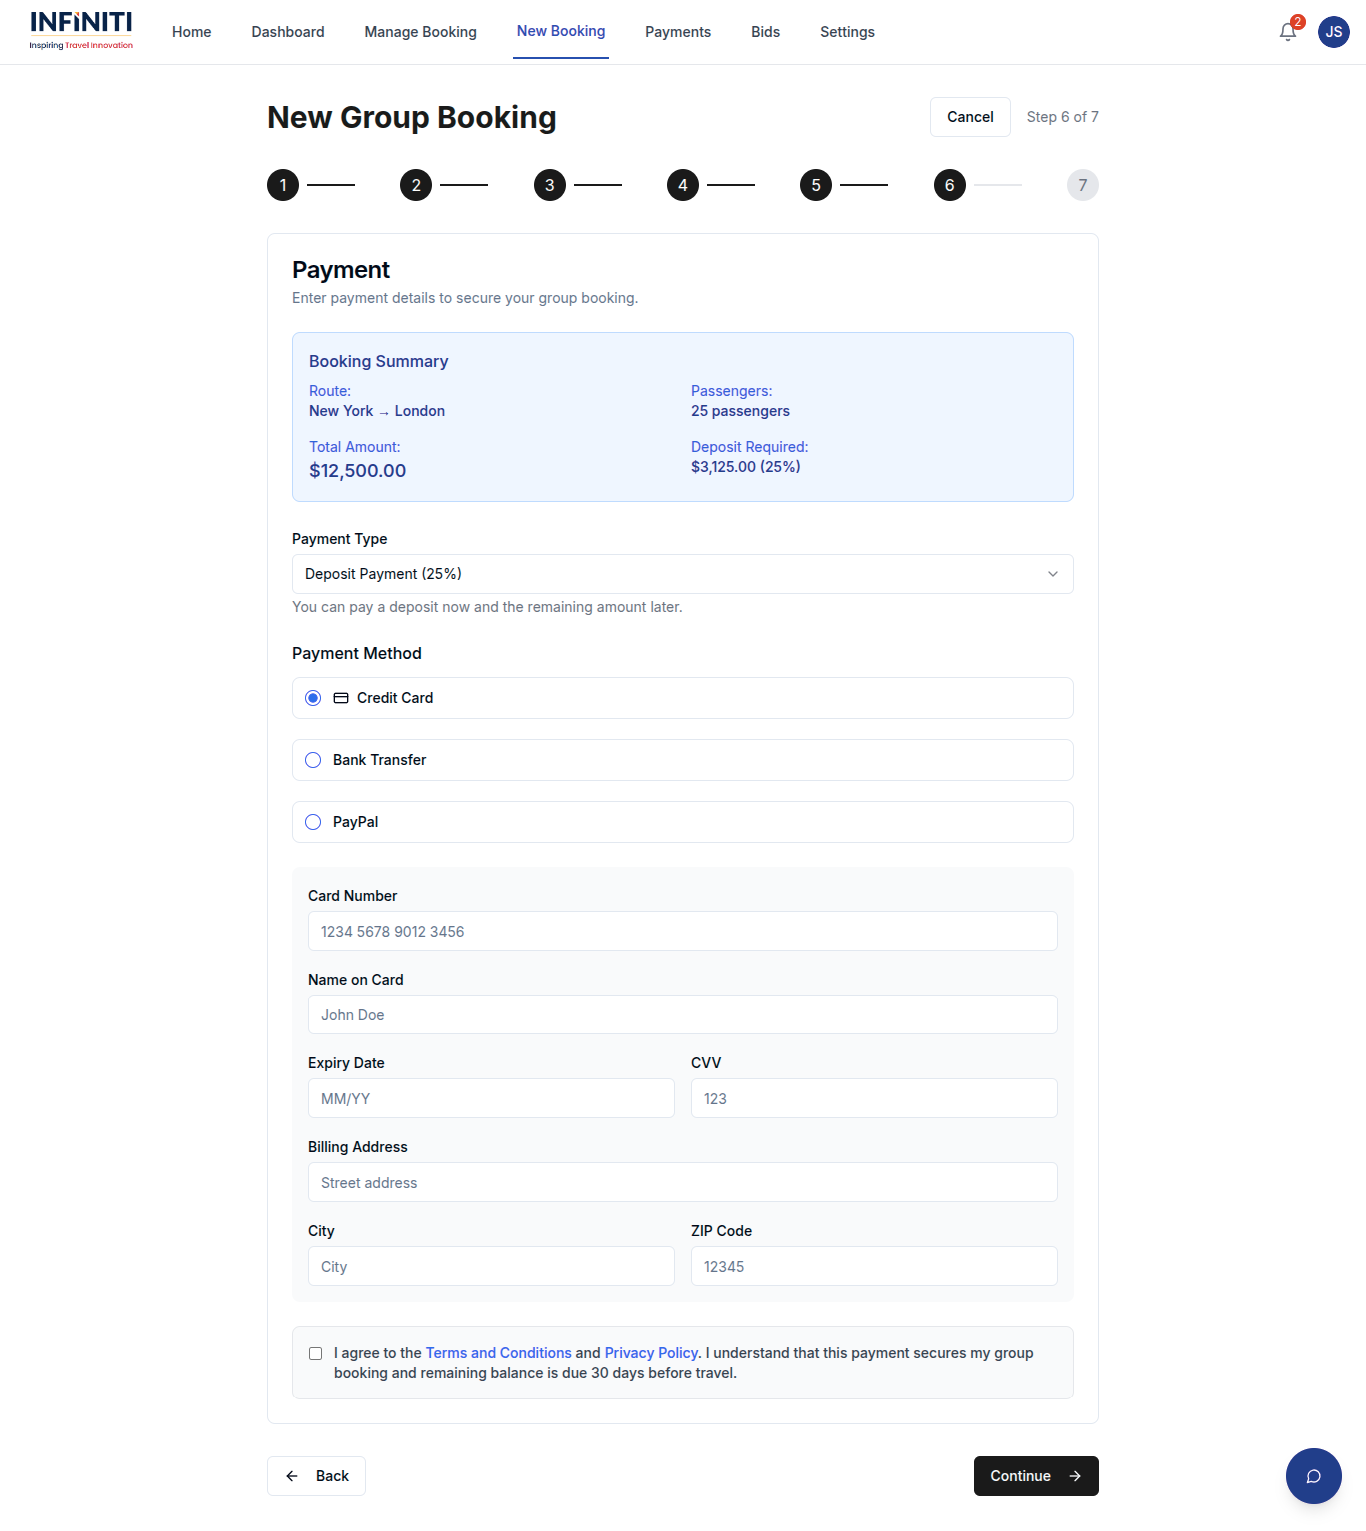 INFINITI
Inspiring Travel Innovation
Home
Dashboard
Manage Booking
New Booking
Payments
Bids
Settings
2
JS
New Group Booking
Cancel
Step 6 of 7
1
2
3
4
5
6
7
Payment
Enter payment details to secure your group booking.
Booking Summary
Route:
New York → London
Passengers:
25 passengers
Total Amount:
$12,500.00
Deposit Required:
$3,125.00 (25%)
Payment Type
Deposit Payment (25%)
You can pay a deposit now and the remaining amount later.
Payment Method
Credit Card
Bank Transfer
PayPal
Card Number
1234 5678 9012 3456
Name on Card
John Doe
Expiry Date
MM/YY
CVV
123
Billing Address
Street address
City
City
ZIP Code
12345
I agree to the Terms and Conditions and Privacy Policy. I understand that this payment secures my group
booking and remaining balance is due 30 days before travel.
Back
Continue